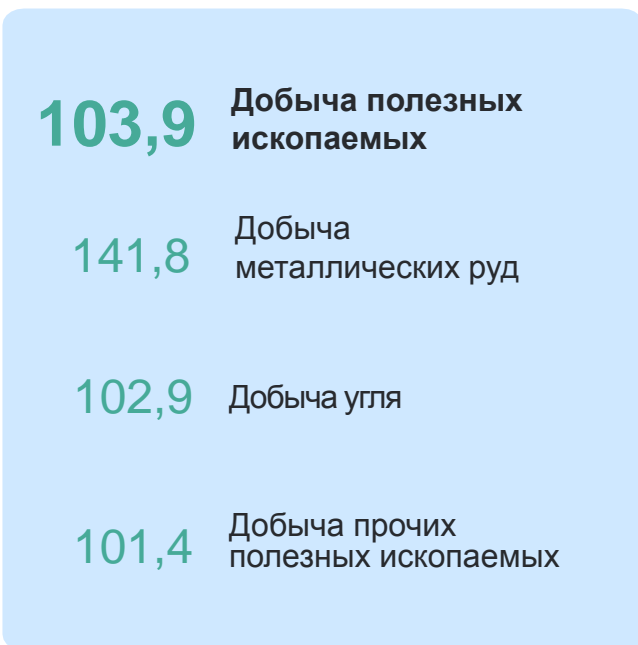 103,9
Добыча полезных
ископаемых
141,8
Добыча
металлических руд
102,9
Добыча угля
101,4
Добыча прочих
полезных ископаемых